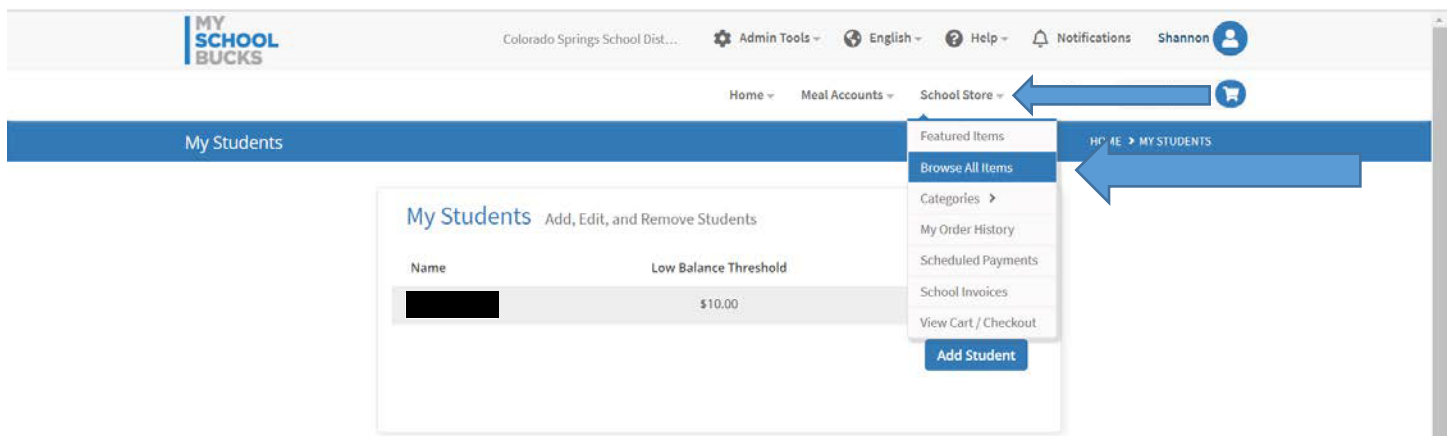 MY
SCHOOL
BUCKS
Colorado Springs School Dist... Admin Tools English Help Notifications Shannon
Home Meal Accounts School Store
My Students
HOME > MY STUDENTS
Featured Items
Browse All Items
Categories >
My Order History
Scheduled Payments
School Invoices
View Cart / Checkout
My Students Add, Edit, and Remove Students
Name Low Balance Threshold
$10.00
Add Student